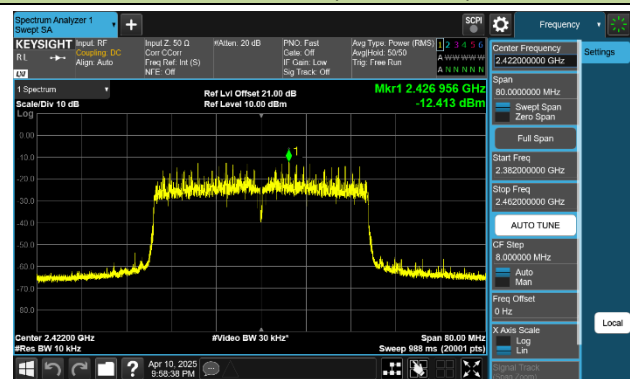 Spectrum Analyzer 1
Swept SA
SCPI
Frequency
KEYSIGHT
RL
Input: RF
Coupling: DC
Align: Auto
Input Z: 50 Ω
Corr CCorr
Freq Ref: Int (S)
NFE: Off
#Atten: 20 dB
PNO: Fast
Gate: Off
IF Gain: Low
Sig Track: Off
Avg Type: Power (RMS)
Avg|Hold: 50/50
Trig: Free Run
1 2 3 4 5 6
A W W W W W
A N N N N N
LXI
1 Spectrum
Scale/Div 10 dB
Log
Ref Lvl Offset 21.00 dB
Ref Level 10.00 dBm
Mkr1 2.426 956 GHz
-12.413 dBm
1
0.00
-10.0
-20.0
-30.0
-40.0
-50.0
-60.0
-70.0
-80.0
Center 2.42200 GHz
#Res BW 10 kHz
#Video BW 30 kHz*
Span 80.00 MHz
Sweep 988 ms (20001 pts)
Center Frequency
2.422000000 GHz
Settings
Span
80.0000000 MHz
Swept Span
Zero Span
Full Span
Start Freq
2.382000000 GHz
Stop Freq
2.462000000 GHz
AUTO TUNE
CF Step
8.000000 MHz
Auto
Man
Freq Offset
0 Hz
X Axis Scale
Log
Lin
Local
Signal Track
(Span Zoom)
?
Apr 10, 2025
9:58:38 PM